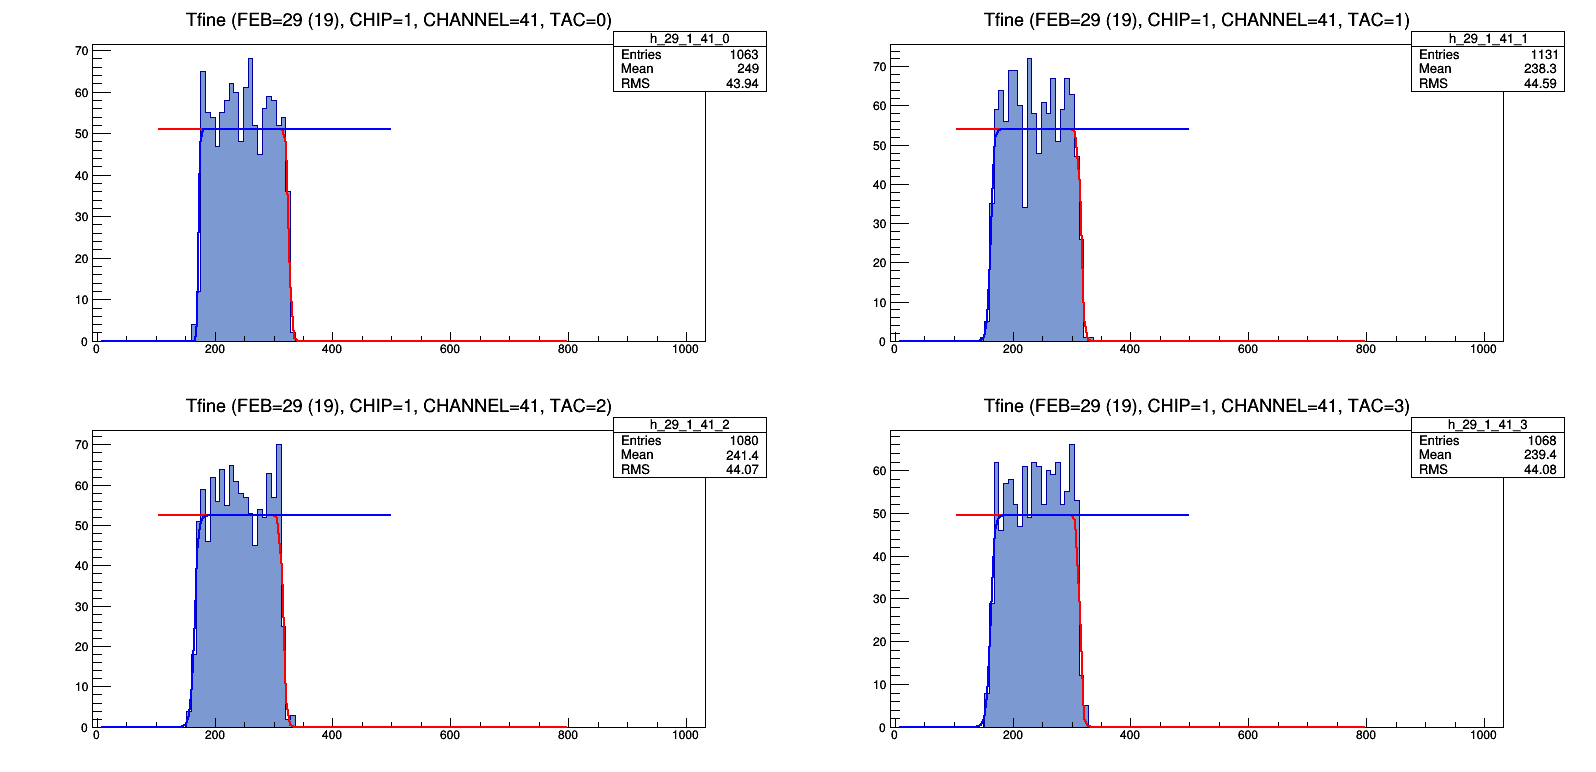 Tfine (FEB=29 (19), CHIP=1, CHANNEL=41, TAC=0)
h_29_1_41_0
Entries 1063
Mean 249
RMS 43.94
70
60
50
40
30
20
10
0
0 200 400 600 800 1000
Tfine (FEB=29 (19), CHIP=1, CHANNEL=41, TAC=1)
h_29_1_41_1
Entries 1131
Mean 238.3
RMS 44.59
70
60
50
40
30
20
10
0
0 200 400 600 800 1000
Tfine (FEB=29 (19), CHIP=1, CHANNEL=41, TAC=2)
h_29_1_41_2
Entries 1080
Mean 241.4
RMS 44.07
70
60
50
40
30
20
10
0
0 200 400 600 800 1000
Tfine (FEB=29 (19), CHIP=1, CHANNEL=41, TAC=3)
h_29_1_41_3
Entries 1068
Mean 239.4
RMS 44.08
60
50
40
30
20
10
0
0 200 400 600 800 1000